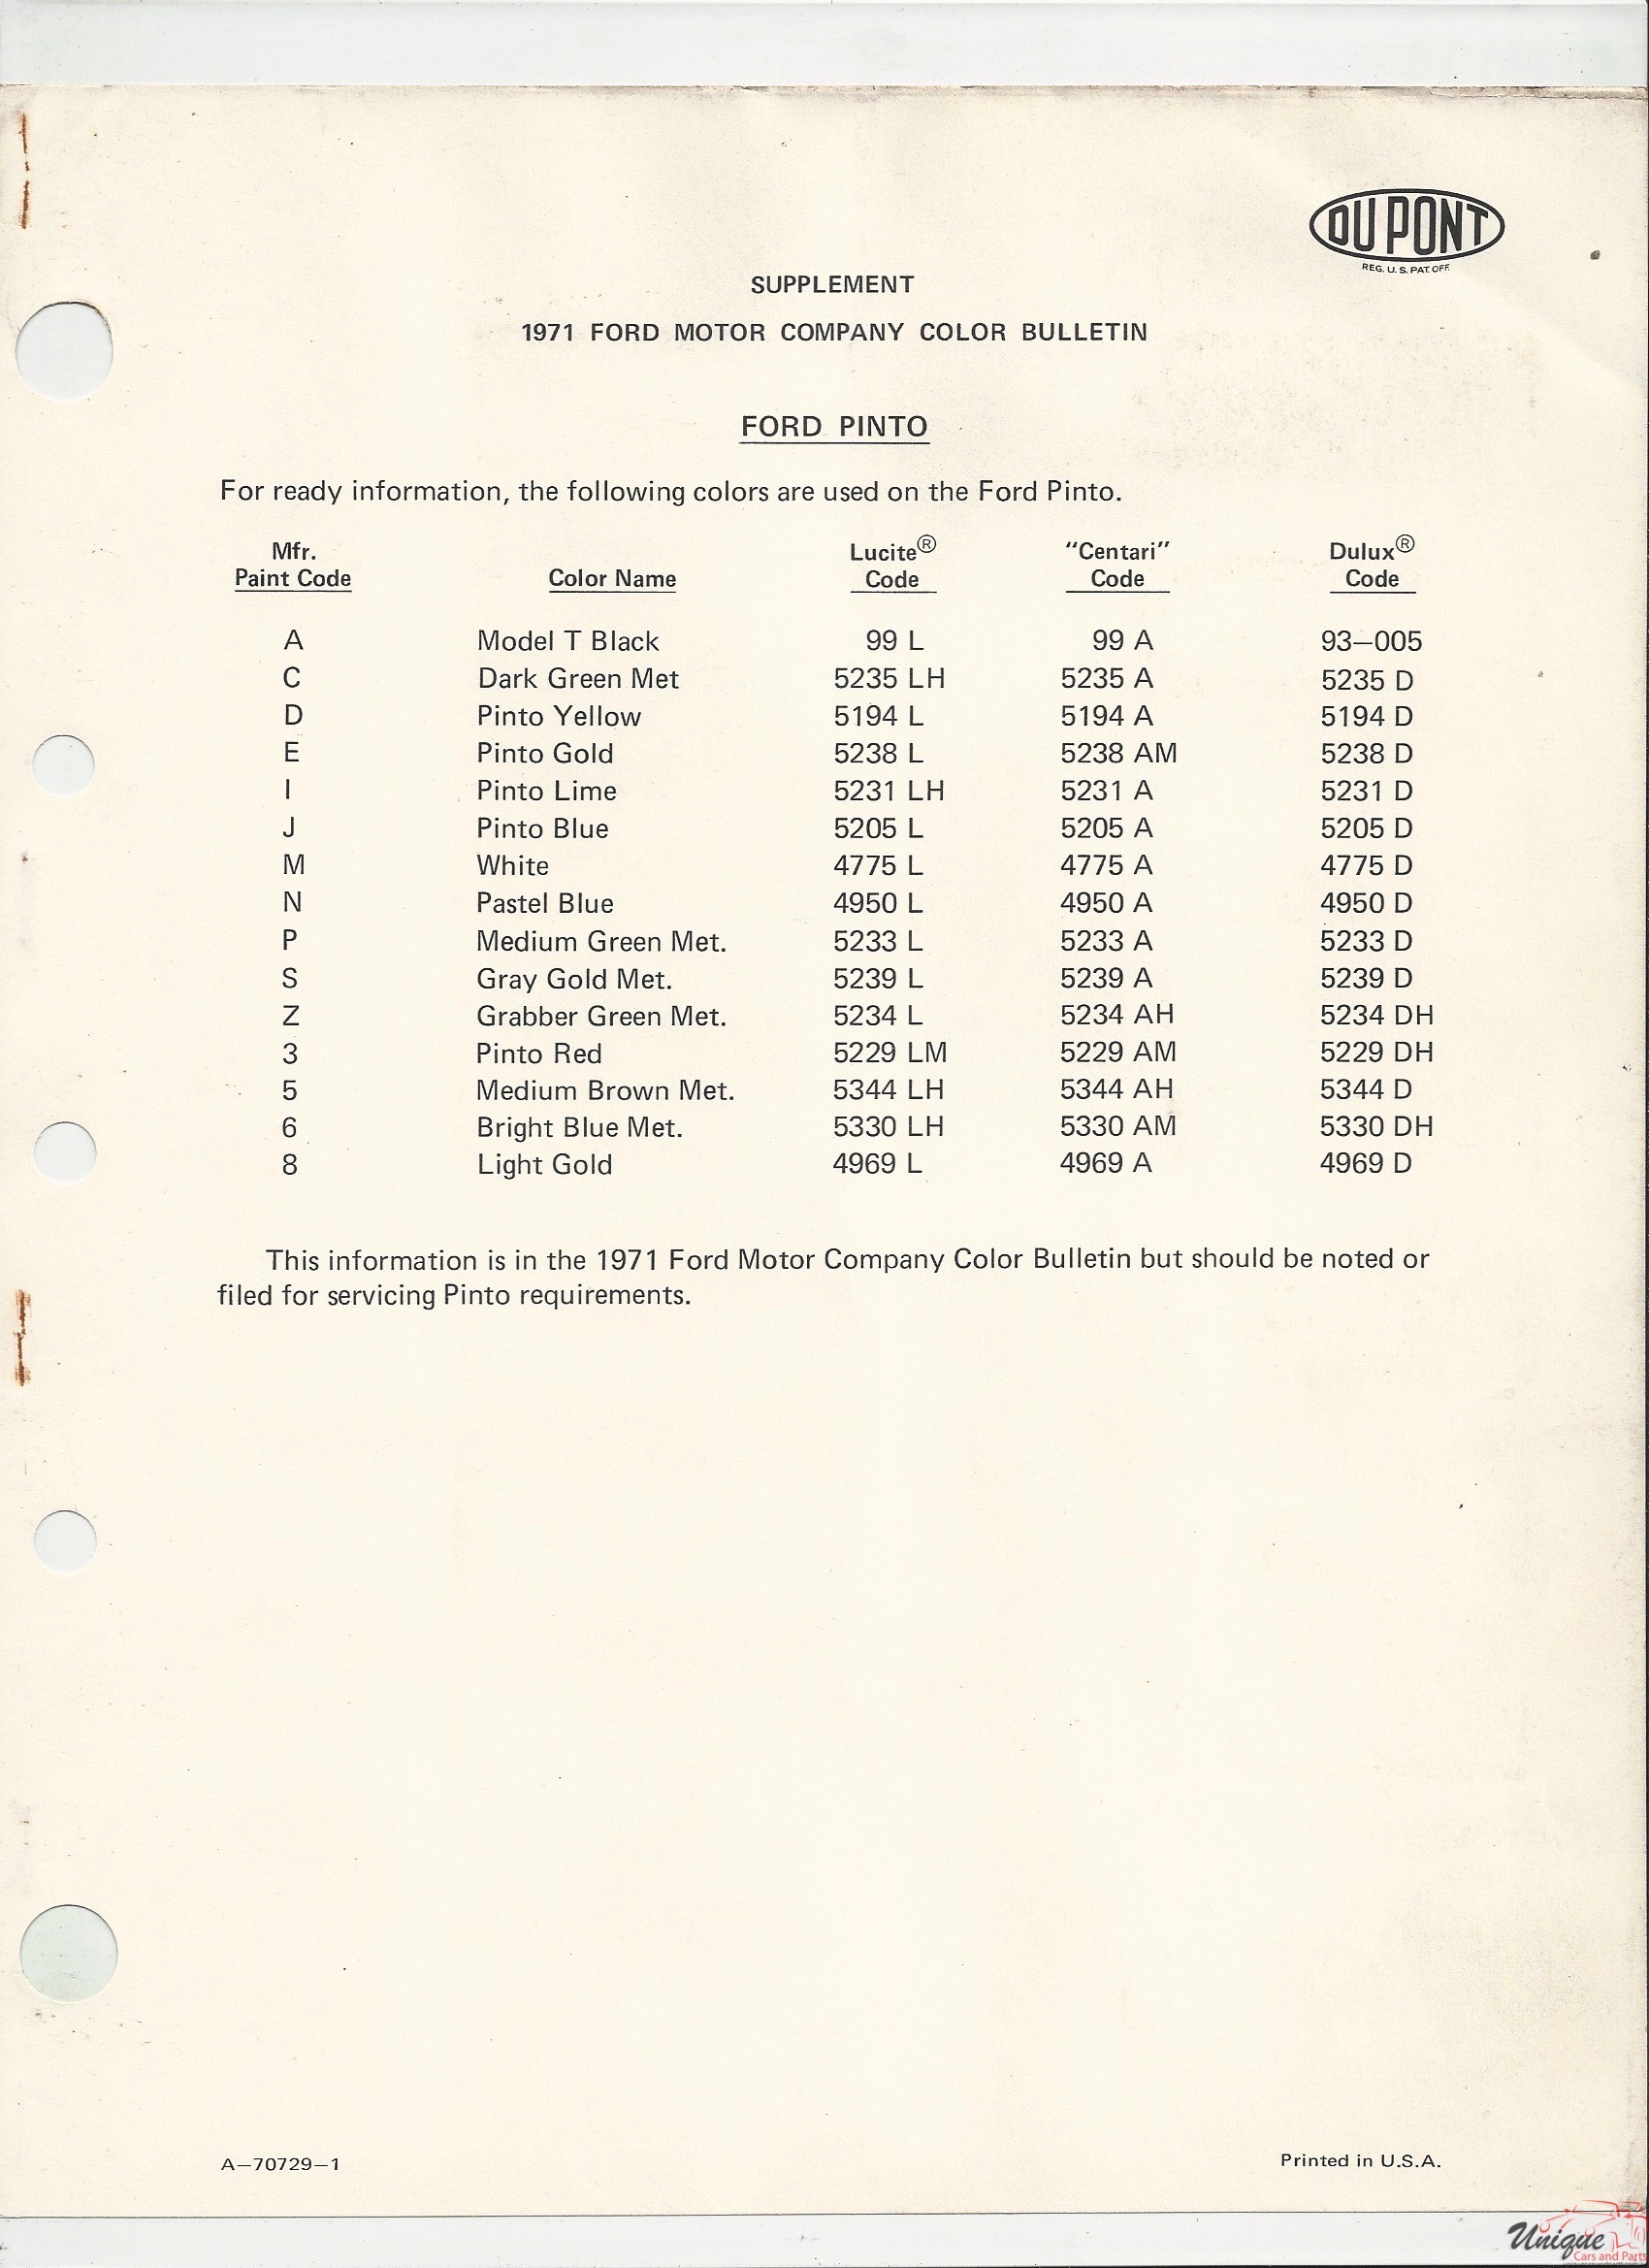 DU PONT
REG. U. S. PAT. OFF.
SUPPLEMENT
1971 FORD MOTOR COMPANY COLOR BULLETIN
FORD PINTO
For ready information, the following colors are used on the Ford Pinto.
Mfr. Lucite® “Centari” Dulux®
Paint Code Color Name Code Code Code
A Model T Black 99 L 99 A 93–005
C Dark Green Met 5235 LH 5235 A 5235 D
D Pinto Yellow 5194 L 5194 A 5194 D
E Pinto Gold 5238 L 5238 AM 5238 D
I Pinto Lime 5231 LH 5231 A 5231 D
J Pinto Blue 5205 L 5205 A 5205 D
M White 4775 L 4775 A 4775 D
N Pastel Blue 4950 L 4950 A 4950 D
P Medium Green Met. 5233 L 5233 A 5233 D
S Gray Gold Met. 5239 L 5239 A 5239 D
Z Grabber Green Met. 5234 L 5234 AH 5234 DH
3 Pinto Red 5229 LM 5229 AM 5229 DH
5 Medium Brown Met. 5344 LH 5344 AH 5344 D
6 Bright Blue Met. 5330 LH 5330 AM 5330 DH
8 Light Gold 4969 L 4969 A 4969 D
This information is in the 1971 Ford Motor Company Color Bulletin but should be noted or
filed for servicing Pinto requirements.
A–70729–1 Printed in U.S.A.
Unique
Cars and Parts